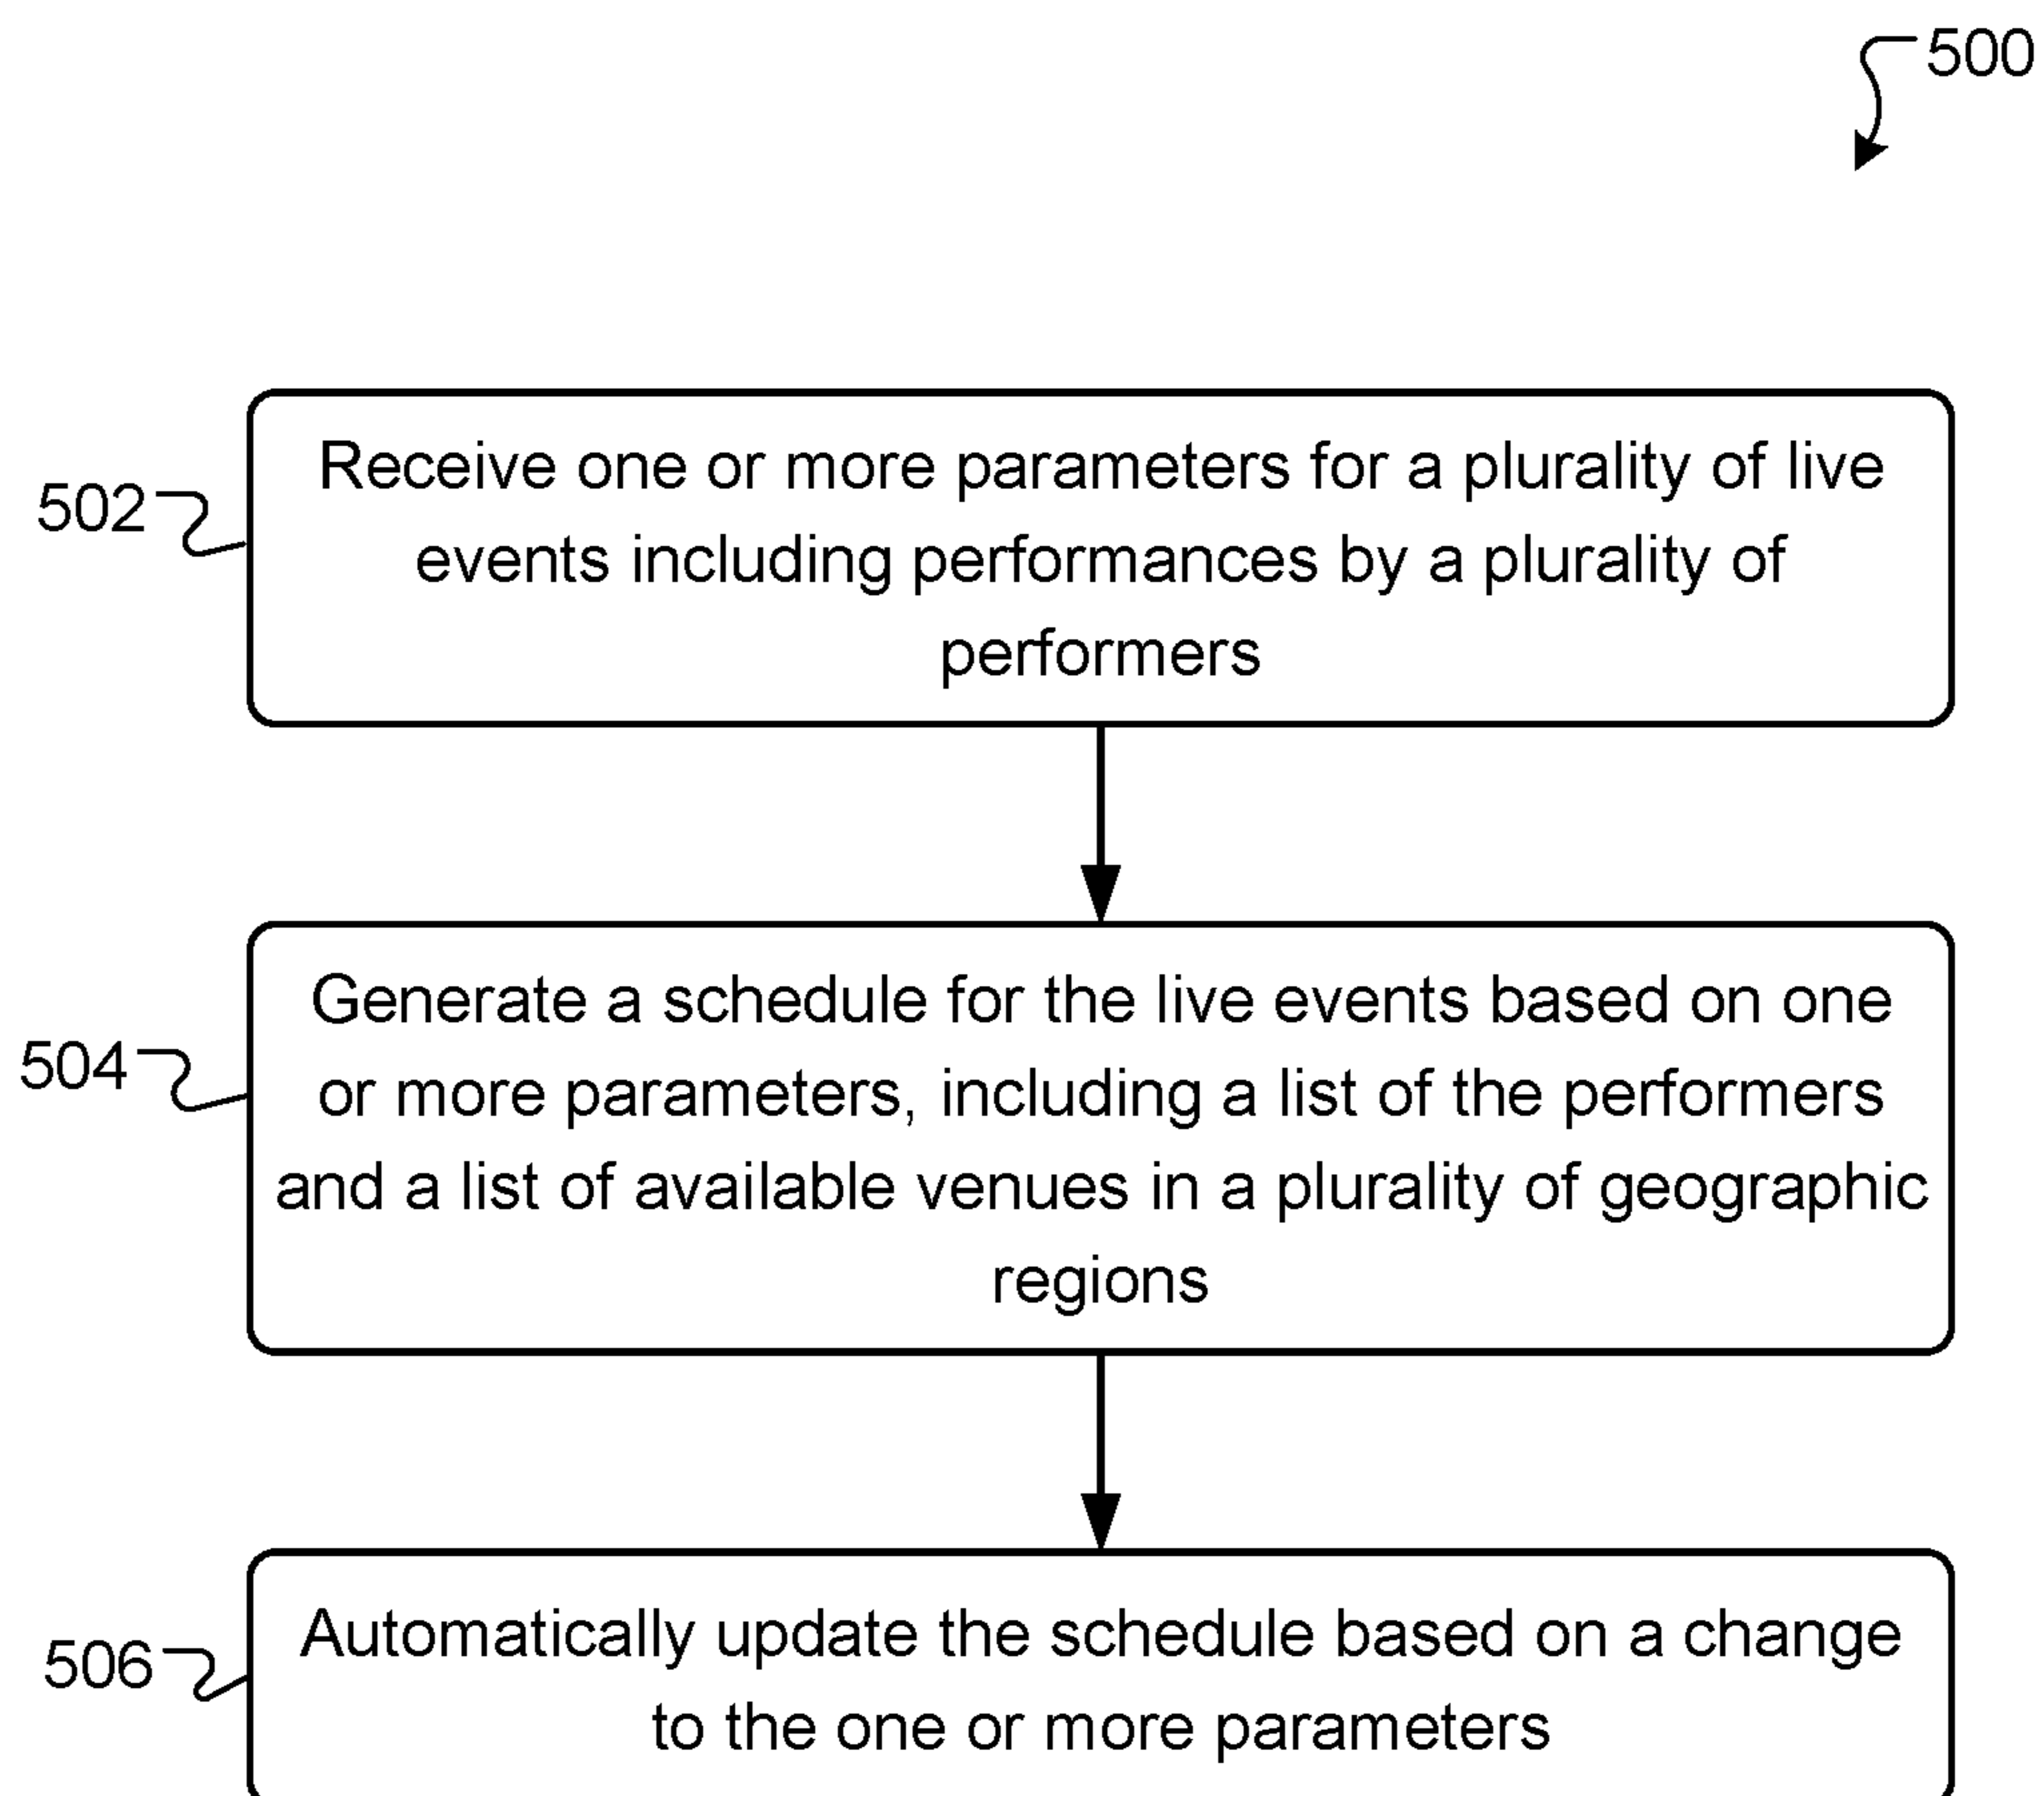 500
502
Receive one or more parameters for a plurality of live
events including performances by a plurality of
performers
504
Generate a schedule for the live events based on one
or more parameters, including a list of the performers
and a list of available venues in a plurality of geographic
regions
506
Automatically update the schedule based on a change
to the one or more parameters